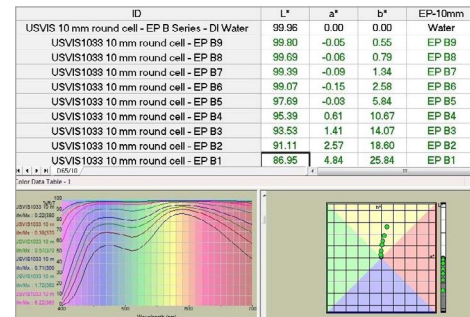 ID L* a* b* EP-10mm
USVIS 10 mm round cell - EP B Series - DI Water 99.96 0.00 0.00 Water
USVIS1033 10 mm round cell - EP B9 99.80 -0.05 0.55 EP B9
USVIS1033 10 mm round cell - EP B8 99.69 -0.06 0.79 EP B8
USVIS1033 10 mm round cell - EP B7 99.39 -0.09 1.34 EP B7
USVIS1033 10 mm round cell - EP B6 99.07 -0.15 2.58 EP B6
USVIS1033 10 mm round cell - EP B5 97.69 -0.03 5.84 EP B5
USVIS1033 10 mm round cell - EP B4 95.39 0.61 10.67 EP B4
USVIS1033 10 mm round cell - EP B3 93.53 1.41 14.07 EP B3
USVIS1033 10 mm round cell - EP B2 91.11 2.57 18.60 EP B2
USVIS1033 10 mm round cell - EP B1 86.95 4.84 25.84 EP B1
D65/10
Data Table - 1